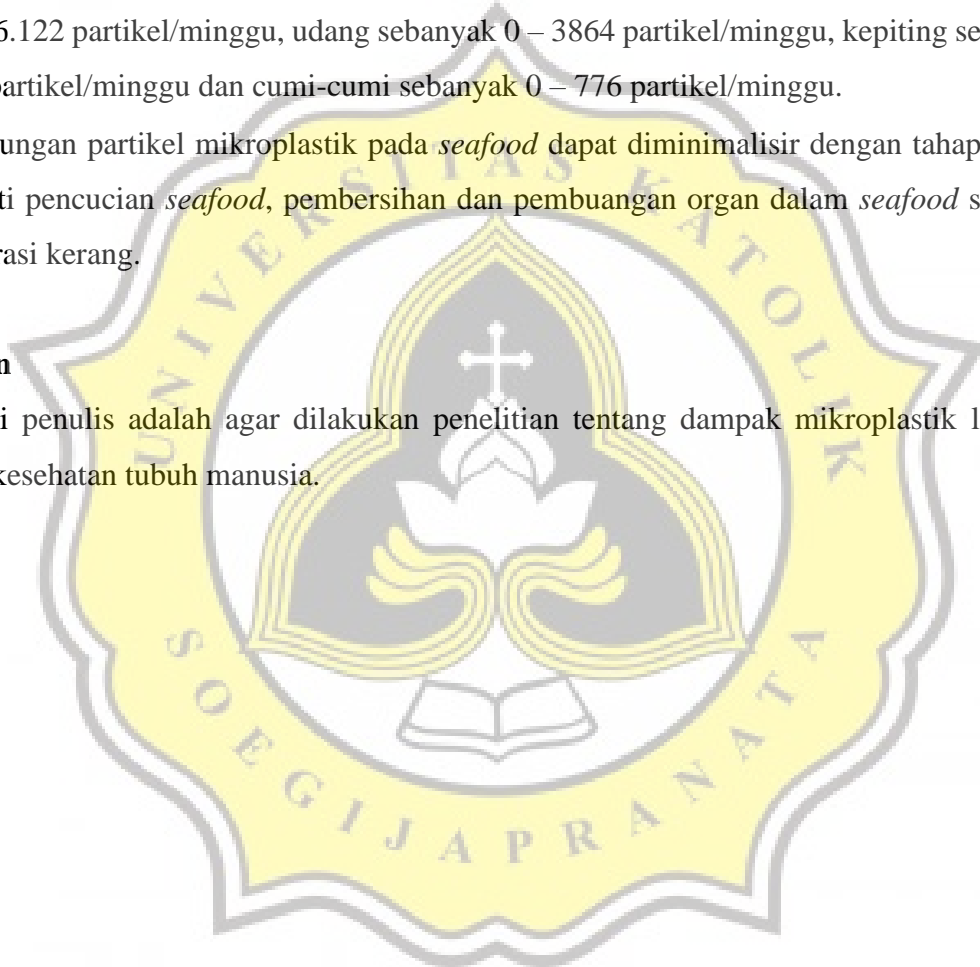 6.122 partikel/minggu, udang sebanyak 0 – 3864 partikel/minggu, kepiting se
artikel/minggu dan cumi-cumi sebanyak 0 – 776 partikel/minggu.
ungan partikel mikroplastik pada seafood dapat diminimalisir dengan tahap
ti pencucian seafood, pembersihan dan pembuangan organ dalam seafood s
rasi kerang.
n
i penulis adalah agar dilakukan penelitian tentang dampak mikroplastik l
kesehatan tubuh manusia.
UNIVERSITAS KATOLIK
SOEGIJAPRANATA